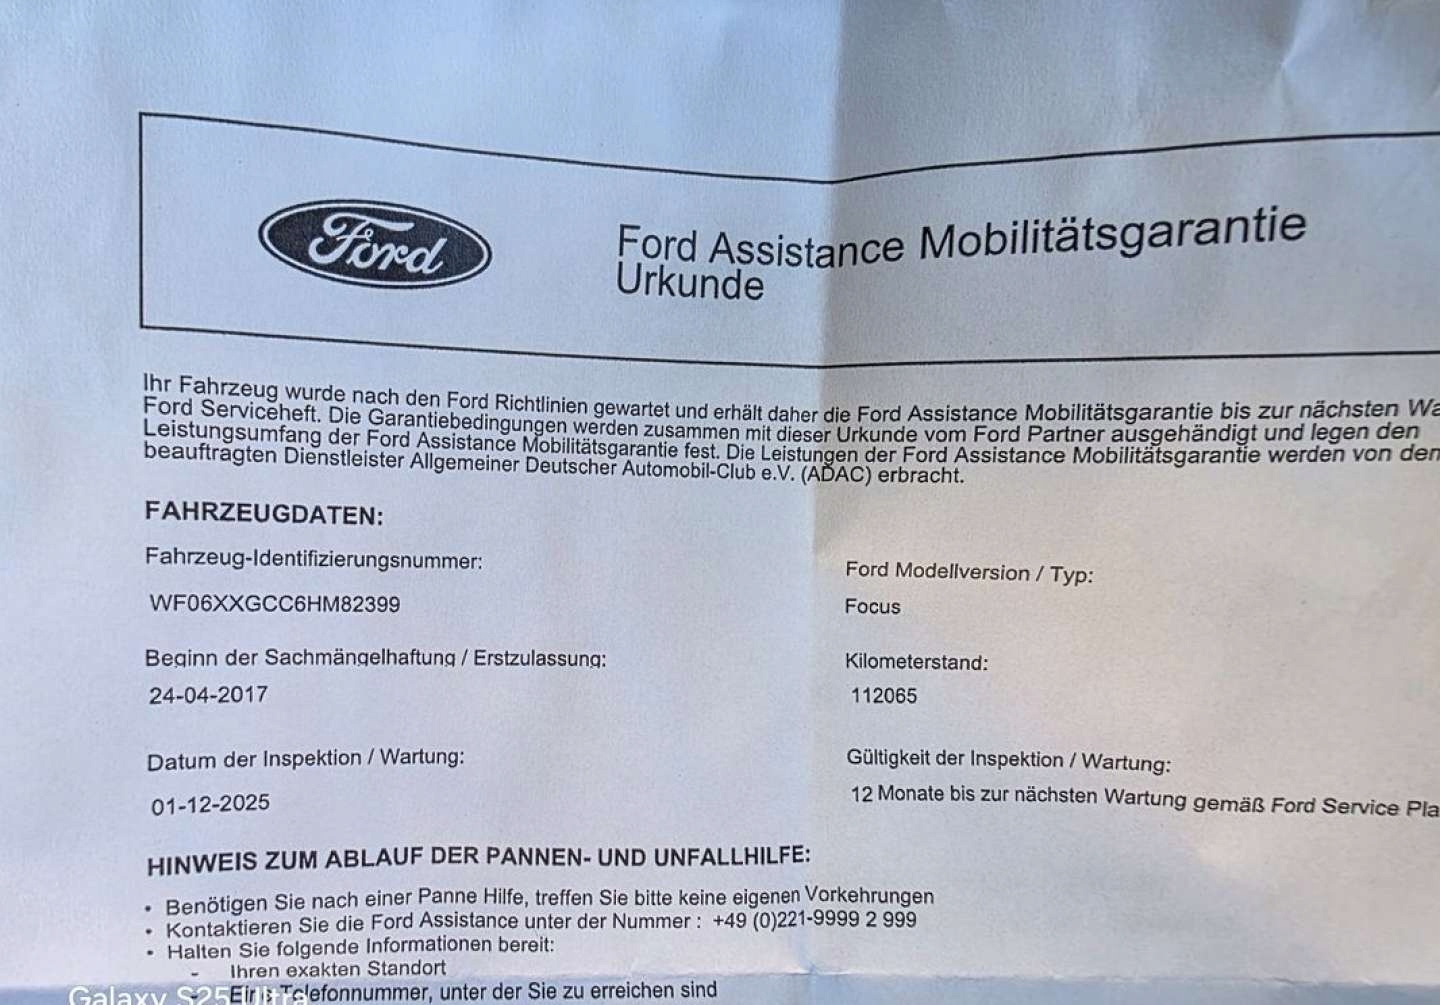 Ford
Ford Assistance Mobilitätsgarantie
Urkunde
Ihr Fahrzeug wurde nach den Ford Richtlinien gewartet und erhält daher die Ford Assistance Mobilitätsgarantie bis zur nächsten Wa
Ford Serviceheft. Die Garantiebedingungen werden zusammen mit dieser Urkunde vom Ford Partner ausgehändigt und legen den
Leistungsumfang der Ford Assistance Mobilitätsgarantie fest. Die Leistungen der Ford Assistance Mobilitätsgarantie werden von den
beauftragten Dienstleister Allgemeiner Deutscher Automobil-Club e.V. (ADAC) erbracht.
FAHRZEUGDATEN:
Fahrzeug-Identifizierungsnummer:
WF06XXGCC6HM82399
Ford Modellversion / Typ:
Focus
Beginn der Sachmängelhaftung / Erstzulassung:
24-04-2017
Kilometerstand:
112065
Datum der Inspektion / Wartung:
01-12-2025
Gültigkeit der Inspektion / Wartung:
12 Monate bis zur nächsten Wartung gemäß Ford Service Pla
HINWEIS ZUM ABLAUF DER PANNEN- UND UNFALLHILFE:
• Benötigen Sie nach einer Panne Hilfe, treffen Sie bitte keine eigenen Vorkehrungen
• Kontaktieren Sie die Ford Assistance unter der Nummer : +49 (0)221-9999 2 999
• Halten Sie folgende Informationen bereit:
- Ihren exakten Standort
Eine Telefonnummer, unter der Sie zu erreichen sind
Galaxy S25 Ultra